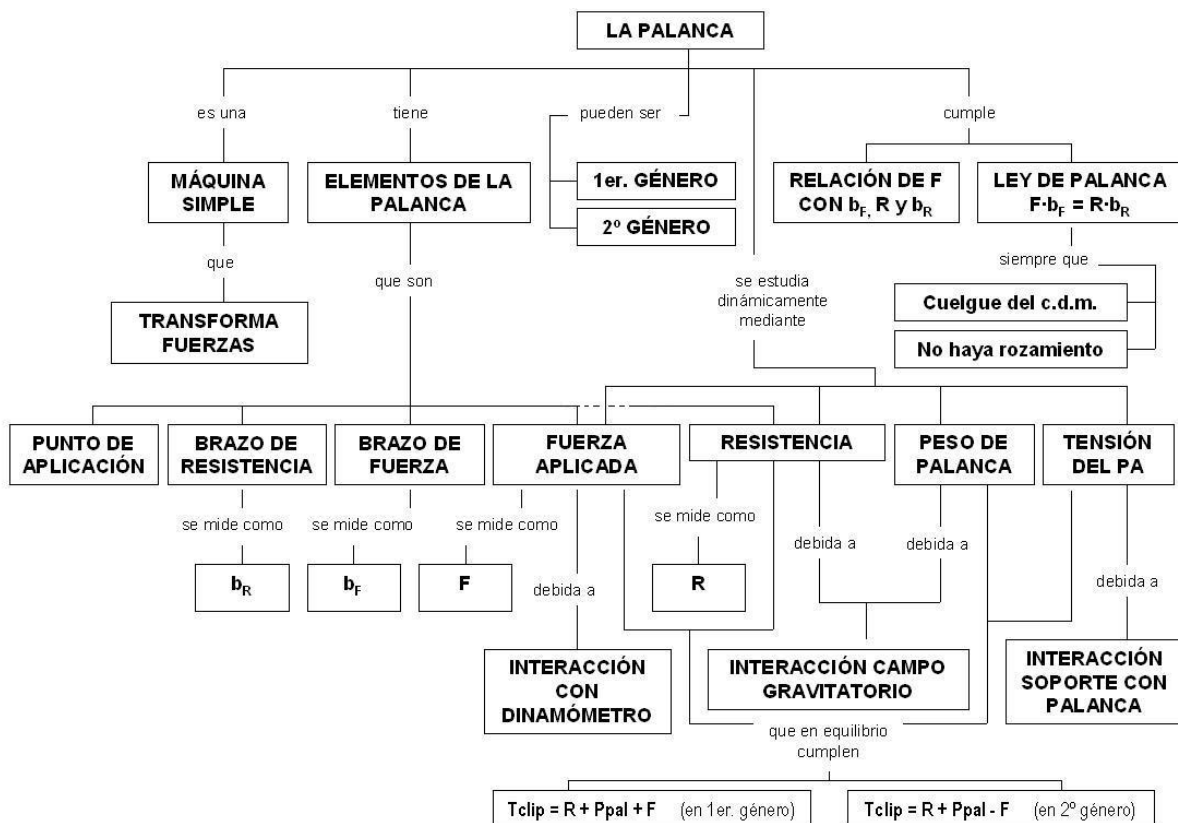 LA PALANCA
es una
tiene
pueden ser
cumple
MÁQUINA
SIMPLE
ELEMENTOS DE LA
PALANCA
1er. GÉNERO
2º GÉNERO
RELACIÓN DE F
CON bF, R y bR
LEY DE PALANCA
F·bF = R·bR
que
que son
se estudia
dinámicamente
mediante
siempre que
TRANSFORMA
FUERZAS
Cuelgue del c.d.m.
No haya rozamiento
PUNTO DE
APLICACIÓN
BRAZO DE
RESISTENCIA
BRAZO DE
FUERZA
FUERZA
APLICADA
RESISTENCIA
PESO DE
PALANCA
TENSIÓN
DEL PA
se mide como
se mide como
se mide como
se mide como
debida a
debida a
bR
bF
F
debida a
R
debida a
INTERACCIÓN
CON
DINAMÓMETRO
INTERACCIÓN CAMPO
GRAVITATORIO
INTERACCIÓN
SOPORTE CON
PALANCA
que en equilibrio
cumplen
Tclip = R + Ppal + F (en 1er. género)
Tclip = R + Ppal - F (en 2º género)